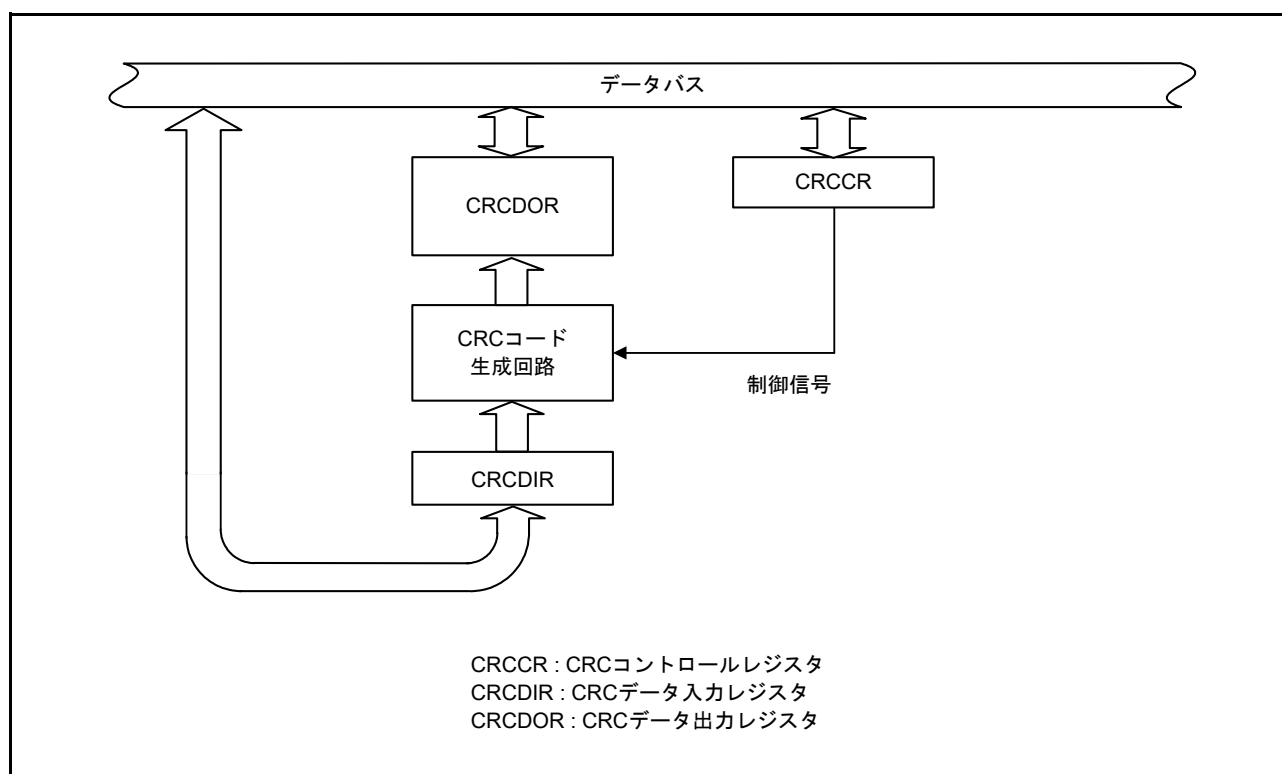 データバス
CRCDOR
CRCCR
CRCコード
生成回路
制御信号
CRCDIR
CRCCR : CRCコントロールレジスタ
CRCDIR : CRCデータ入力レジスタ
CRCDOR : CRCデータ出力レジスタ